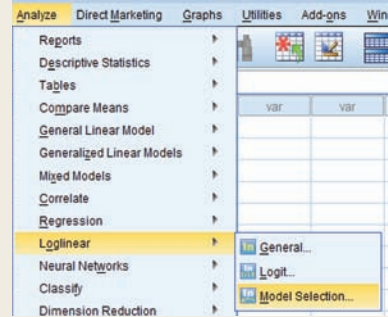 Analyze Direct Marketing Graphs Utilities Add-ons Win
Reports
Descriptive Statistics
Tables
Compare Means
var var
General Linear Model
Generalized Linear Models
Mixed Models
Correlate
Regression
Loglinear
General...
Neural Networks
Logit...
Classify
Model Selection...
Dimension Reduction